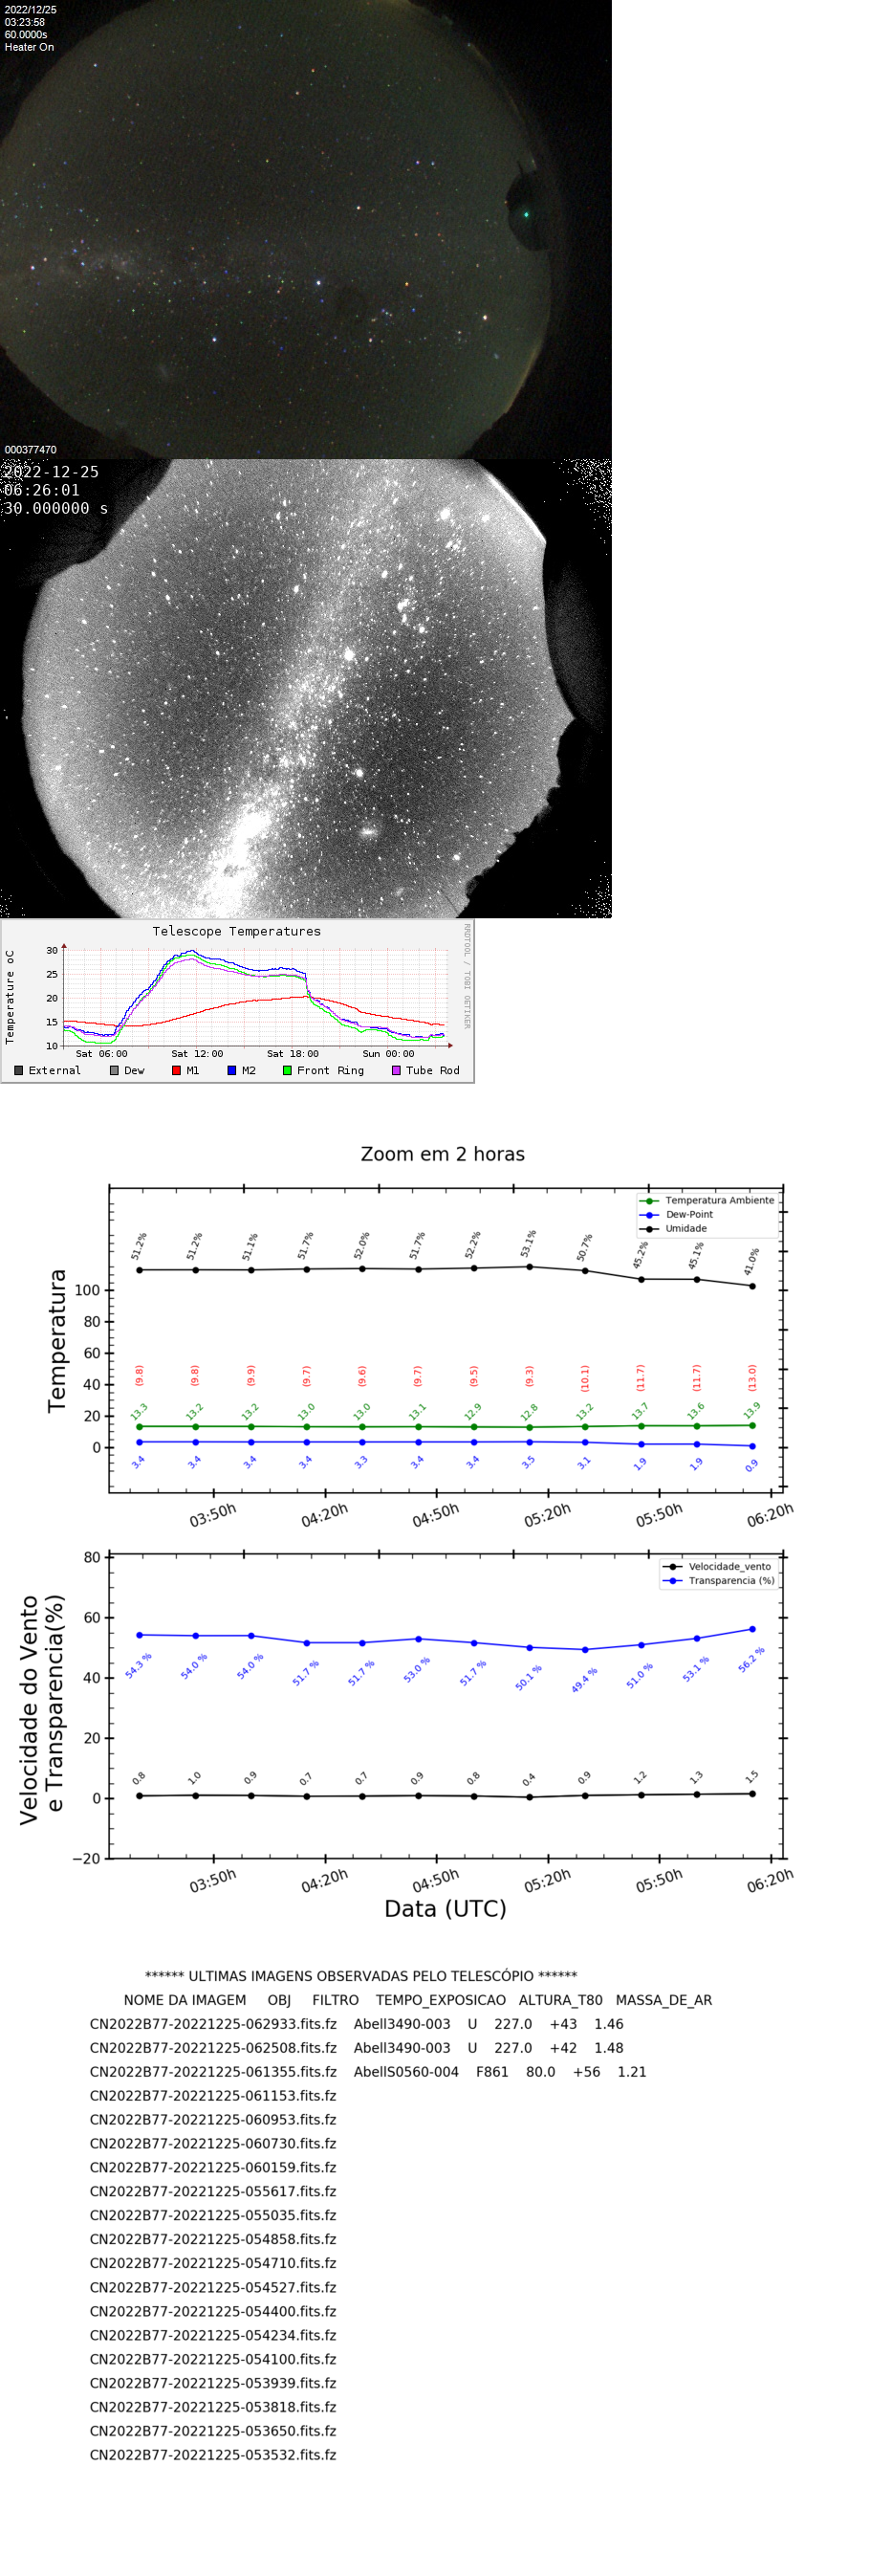 2022/12/25
03:23:58
60.0000s
Heater On
000377470
2022-12-25
06:26:01
30.000000 s
Telescope Temperatures
RRDTOOL / TOBI OETIKER
Temperature oC
30
25
20
15
10
Sat 06:00 Sat 12:00 Sat 18:00 Sun 00:00
External Dew M1 M2 Front Ring Tube Rod
Zoom em 2 horas
Temperatura Ambiente
Dew-Point
Umidade
51.2% 51.2% 51.1% 51.7% 52.0% 51.7% 52.2% 53.1% 50.7% 45.2% 45.1% 41.0%
Temperatura
100
80
60
40
20
0
(9.8) (9.8) (9.9) (9.7) (9.6) (9.7) (9.5) (9.3) (10.1) (11.7) (11.7) (13.0)
13.3 13.2 13.2 13.0 13.0 13.1 12.9 12.8 13.2 13.7 13.6 13.9
3.4 3.4 3.4 3.4 3.3 3.4 3.4 3.5 3.1 1.9 1.9 0.9
03:50h 04:20h 04:50h 05:20h 05:50h 06:20h
Velocidade_vento
Transparencia (%)
Velocidade do Vento
e Transparencia(%)
80
60
40
20
0
−20
54.3 % 54.0 % 54.0 % 51.7 % 51.7 % 53.0 % 51.7 % 50.1 % 49.4 % 51.0 % 53.1 % 56.2 %
0.8 1.0 0.9 0.7 0.7 0.9 0.8 0.4 0.9 1.2 1.3 1.5
03:50h 04:20h 04:50h 05:20h 05:50h 06:20h
Data (UTC)
****** ULTIMAS IMAGENS OBSERVADAS PELO TELESCÓPIO ******
NOME DA IMAGEM OBJ FILTRO TEMPO_EXPOSICAO ALTURA_T80 MASSA_DE_AR
CN2022B77-20221225-062933.fits.fz Abell3490-003 U 227.0 +43 1.46
CN2022B77-20221225-062508.fits.fz Abell3490-003 U 227.0 +42 1.48
CN2022B77-20221225-061355.fits.fz AbellS0560-004 F861 80.0 +56 1.21
CN2022B77-20221225-061153.fits.fz
CN2022B77-20221225-060953.fits.fz
CN2022B77-20221225-060730.fits.fz
CN2022B77-20221225-060159.fits.fz
CN2022B77-20221225-055617.fits.fz
CN2022B77-20221225-055035.fits.fz
CN2022B77-20221225-054858.fits.fz
CN2022B77-20221225-054710.fits.fz
CN2022B77-20221225-054527.fits.fz
CN2022B77-20221225-054400.fits.fz
CN2022B77-20221225-054234.fits.fz
CN2022B77-20221225-054100.fits.fz
CN2022B77-20221225-053939.fits.fz
CN2022B77-20221225-053818.fits.fz
CN2022B77-20221225-053650.fits.fz
CN2022B77-20221225-053532.fits.fz